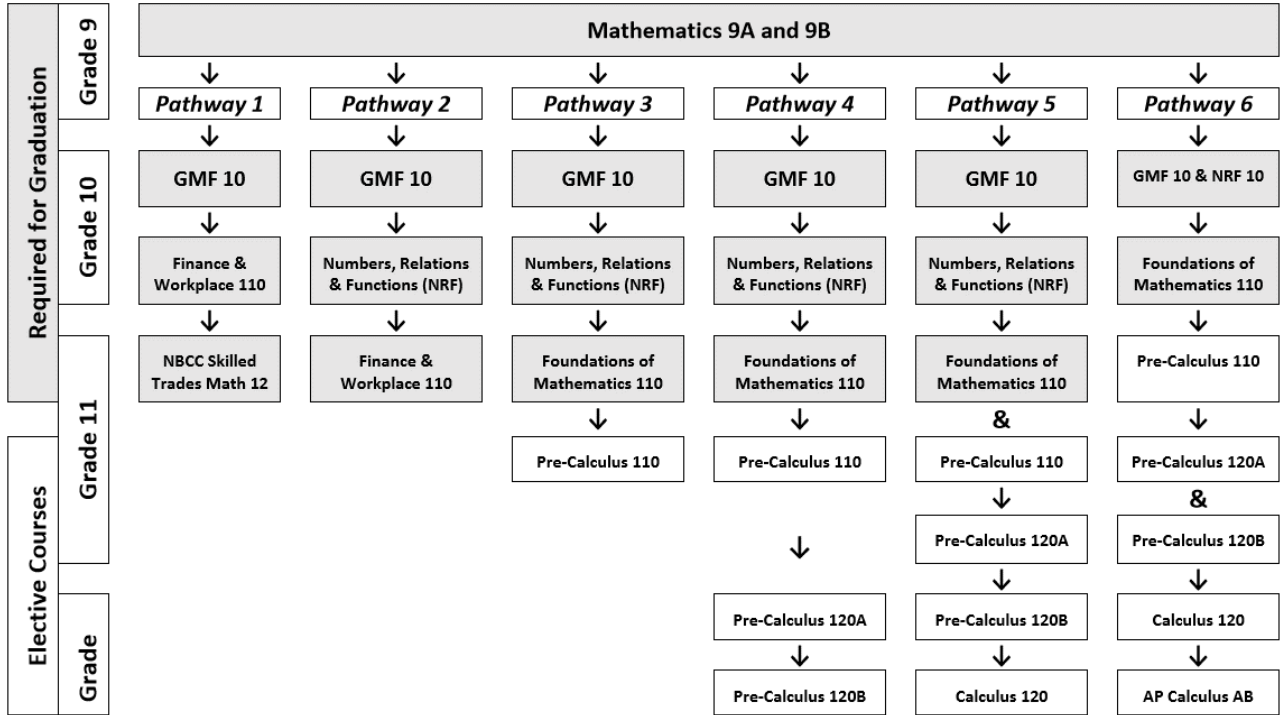 Required for Graduation
Elective Courses
Grade 9
Grade 10
Grade 11
Grade
Mathematics 9A and 9B
↓ ↓ ↓ ↓ ↓ ↓
Pathway 1 Pathway 2 Pathway 3 Pathway 4 Pathway 5 Pathway 6
↓ ↓ ↓ ↓ ↓ ↓
GMF 10 GMF 10 GMF 10 GMF 10 GMF 10 GMF 10 & NRF 10
↓ ↓ ↓ ↓ ↓ ↓
Finance &
Workplace 110
Numbers, Relations
& Functions (NRF)
Numbers, Relations
& Functions (NRF)
Numbers, Relations
& Functions (NRF)
Numbers, Relations
& Functions (NRF)
Foundations of
Mathematics 110
↓ ↓ ↓ ↓ ↓ ↓
NBCC Skilled
Trades Math 12
Finance &
Workplace 110
Foundations of
Mathematics 110
Foundations of
Mathematics 110
Foundations of
Mathematics 110
Pre-Calculus 110
↓ ↓ & ↓
Pre-Calculus 110 Pre-Calculus 110 Pre-Calculus 110 Pre-Calculus 120A
↓ &
↓ Pre-Calculus 120A Pre-Calculus 120B
↓ ↓
Pre-Calculus 120A Pre-Calculus 120B Calculus 120
↓ ↓ ↓
Pre-Calculus 120B Calculus 120 AP Calculus AB